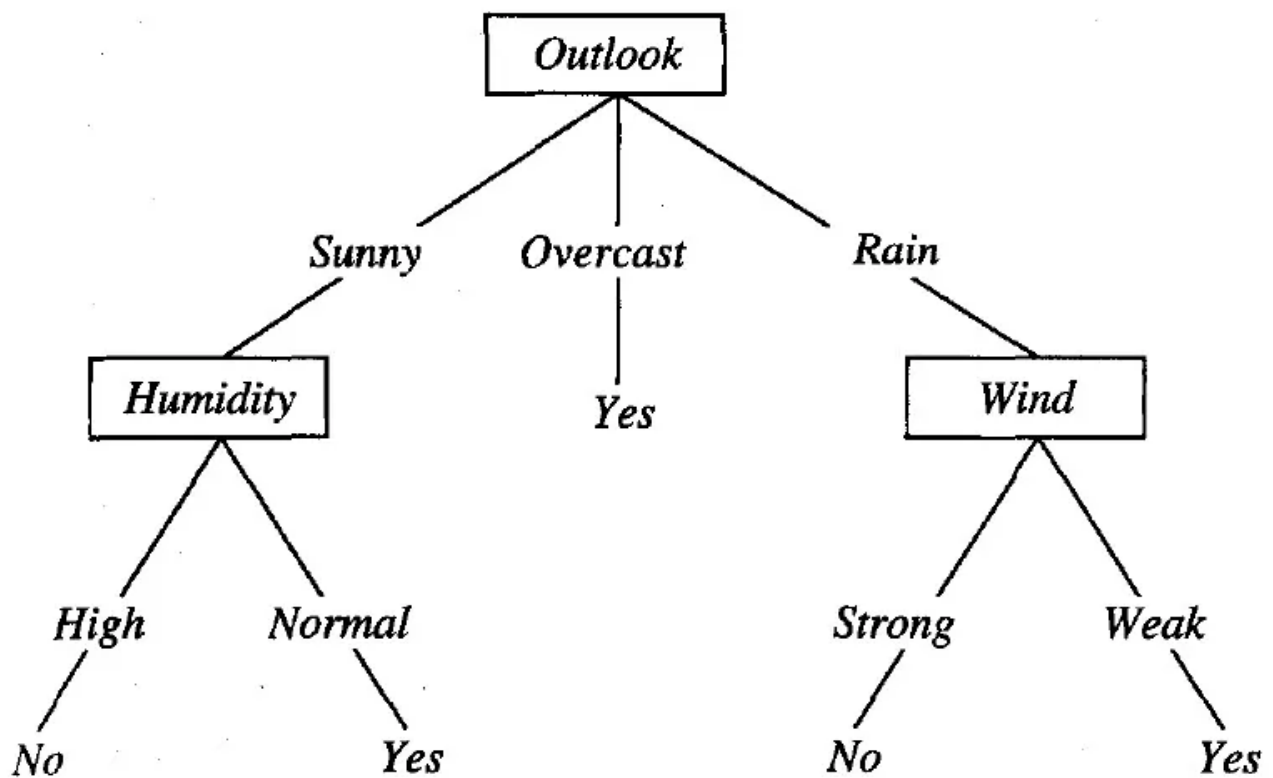 Outlook
Sunny Overcast Rain
Humidity Yes Wind
High Normal Strong Weak
No Yes No Yes